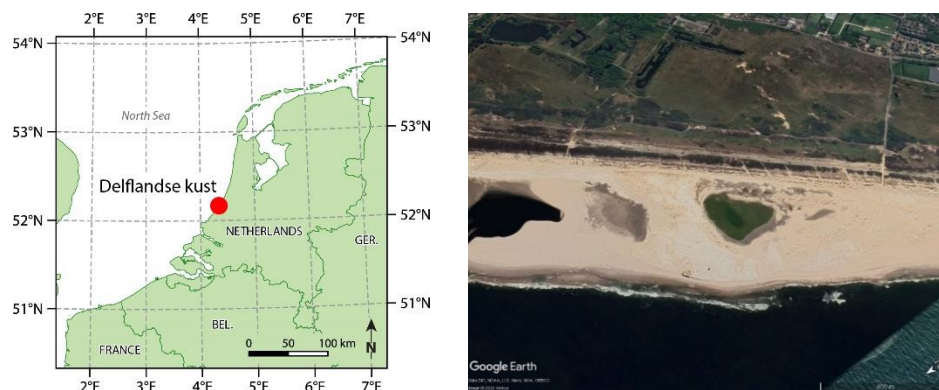 2°E 3°E 4°E 5°E 6°E 7°E
54°N
54°N
North Sea
53°N
53°N
Delflandse kust
52°N
52°N
NETHERLANDS
GER.
51°N
51°N
BEL.
FRANCE
0 50 100 km
N
2°E 3°E 4°E 5°E 6°E 7°E
Google Earth